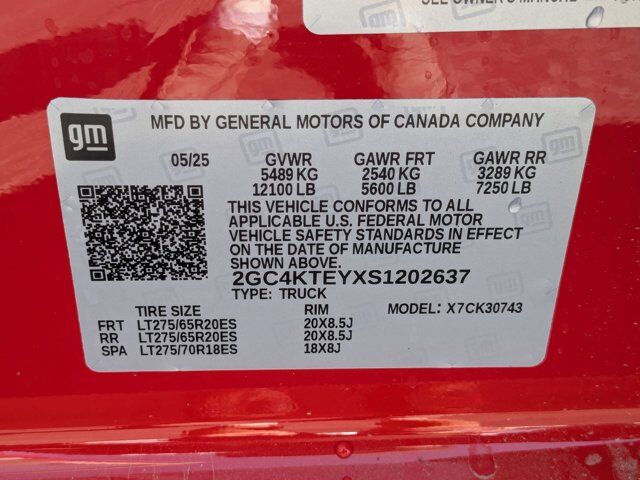 SEE OWNER'S MANUAL
gm
MFD BY GENERAL MOTORS OF CANADA COMPANY
05/25 GVWR GAWR FRT GAWR RR
5489 KG 2540 KG 3289 KG
12100 LB 5600 LB 7250 LB
THIS VEHICLE CONFORMS TO ALL
APPLICABLE U.S. FEDERAL MOTOR
VEHICLE SAFETY STANDARDS IN EFFECT
ON THE DATE OF MANUFACTURE
SHOWN ABOVE.
2GC4KTEYXS1202637
TYPE: TRUCK
TIRE SIZE RIM MODEL: X7CK30743
FRT LT275/65R20ES 20X8.5J
RR LT275/65R20ES 20X8.5J
SPA LT275/70R18ES 18X8J